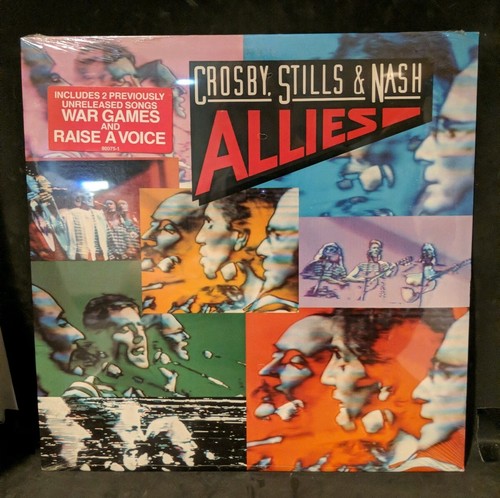 CROSBY, STILLS & NASH
ALLIES
INCLUDES 2 PREVIOUSLY
UNRELEASED SONGS
WAR GAMES
AND
RAISE A VOICE